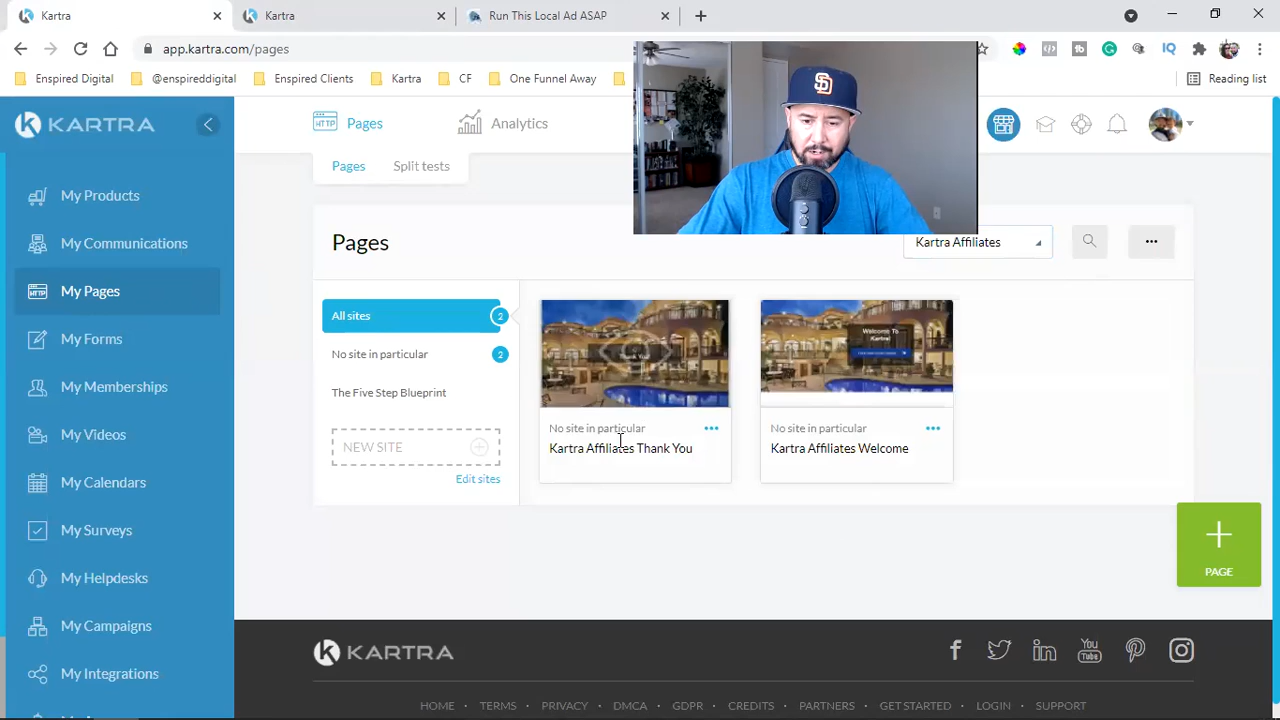 Kartra
Kartra
Run This Local Ad ASAP
app.kartra.com/pages
Enspired Digital
@enspireddigital
Enspired Clients
Kartra
CF
One Funnel Away
Reading list
KARTRA
Pages
Analytics
Pages
Split tests
My Products
My Communications
My Pages
My Forms
My Memberships
My Videos
My Calendars
My Surveys
My Helpdesks
My Campaigns
My Integrations
Pages
Kartra Affiliates
All sites
2
No site in particular
2
The Five Step Blueprint
NEW SITE
Edit sites
Thank You!
No site in particular
Kartra Affiliates Thank You
Welcome To
Kartra!
No site in particular
Kartra Affiliates Welcome
PAGE
KARTRA
HOME · TERMS · PRIVACY · DMCA · GDPR · CREDITS · PARTNERS · GET STARTED · LOGIN · SUPPORT